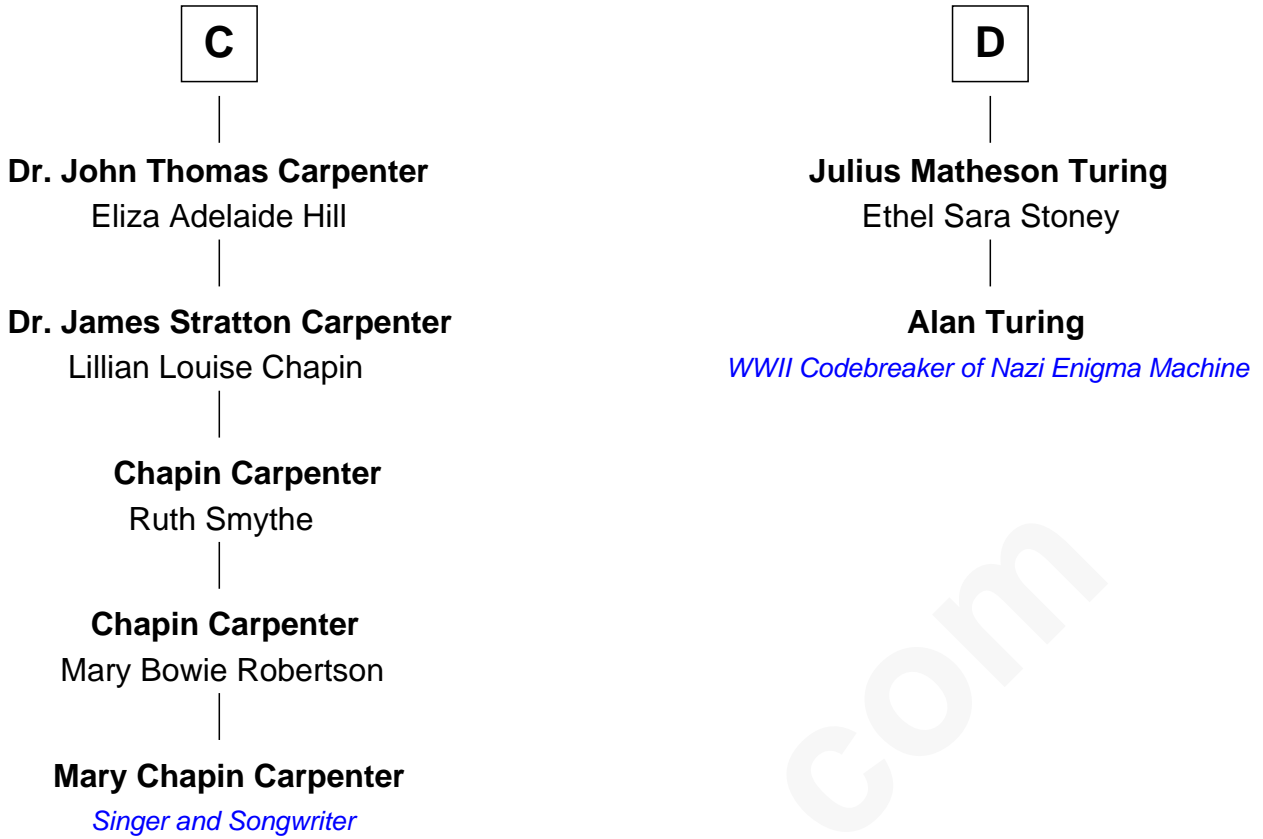 C
Dr. John Thomas Carpenter
Eliza Adelaide Hill
Dr. James Stratton Carpenter
Lillian Louise Chapin
Chapin Carpenter
Ruth Smythe
Chapin Carpenter
Mary Bowie Robertson
Mary Chapin Carpenter
Singer and Songwriter
D
Julius Matheson Turing
Ethel Sara Stoney
Alan Turing
WWII Codebreaker of Nazi Enigma Machine
com